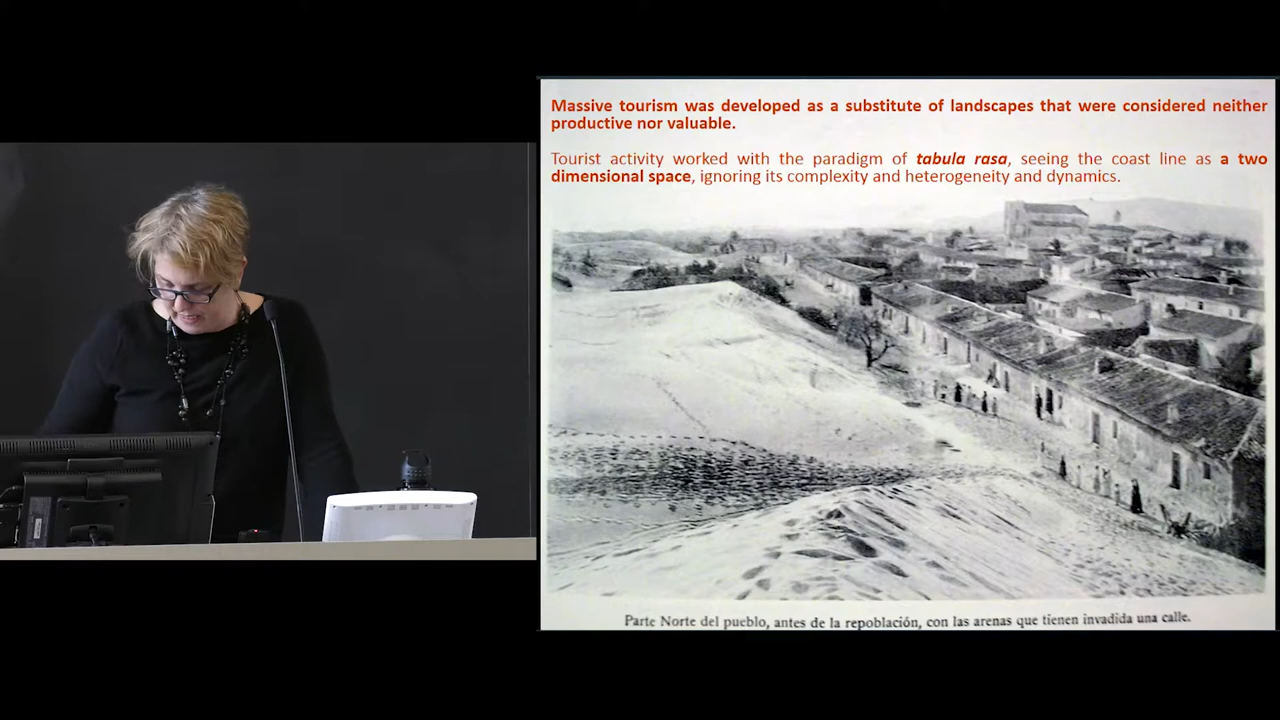 Massive tourism was developed as a substitute of landscapes that were considered neither
productive nor valuable.
Tourist activity worked with the paradigm of tabula rasa, seeing the coast line as a two
dimensional space, ignoring its complexity and heterogeneity and dynamics.
Parte Norte del pueblo, antes de la repoblación, con las arenas que tienen invadida una calle.